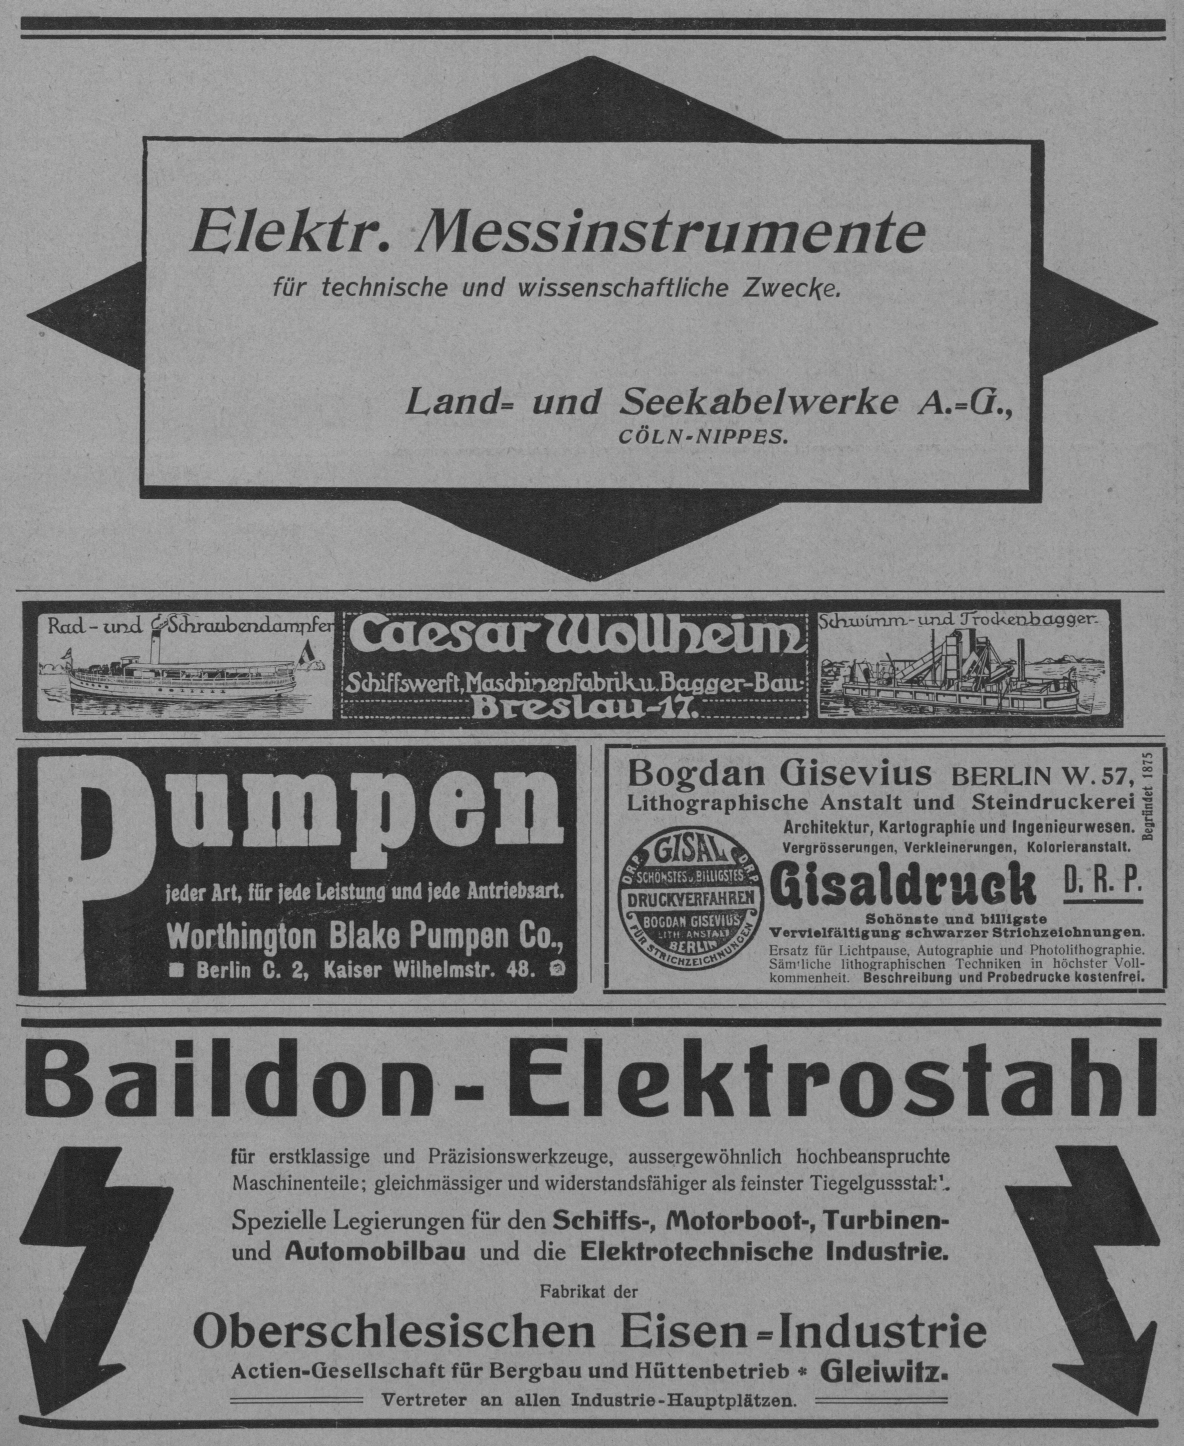 Elektr. Messinstrumente
für technische und wissenschaftliche Zwecke.
Land- und Seekabelwerke A.-G.,
CÖLN-NIPPES.
Rad- und Schraubendampfer
Caesar Wollheim
Schiffswerft, Maschinenfabrik u. Bagger-Bau.
Breslau-17.
Schwimm- und Trockenbagger.
Pumpen
jeder Art, für jede Leistung und jede Antriebsart.
Worthington Blake Pumpen Co.,
Berlin C. 2, Kaiser Wilhelmstr. 48.
Bogdan Gisevius BERLIN W. 57,
Lithographische Anstalt und Steindruckerei
Begründet 1875
Architektur, Kartographie und Ingenieurwesen.
Vergrösserungen, Verkleinerungen, Kolorieranstalt.
D.R.P. GISAL D.R.P.
SCHÖNSTES u. BILLIGSTES
DRUCKVERFAHREN
BOGDAN GISEVIUS
LITH. ANSTALT
BERLIN
FÜR STRICHZEICHNUNGEN
Gisaldruck D. R. P.
Schönste und billigste
Vervielfältigung schwarzer Strichzeichnungen.
Ersatz für Lichtpause, Autographie und Photolithographie.
Sämtliche lithographischen Techniken in höchster Voll-
kommenheit. Beschreibung und Probedrucke kostenfrei.
Baildon-Elektrostahl
für erstklassige und Präzisionswerkzeuge, aussergewöhnlich hochbeanspruchte
Maschinenteile; gleichmässiger und widerstandsfähiger als feinster Tiegelgussstahl.
Spezielle Legierungen für den Schiffs-, Motorboot-, Turbinen-
und Automobilbau und die Elektrotechnische Industrie.
Fabrikat der
Oberschlesischen Eisen-Industrie
Actien-Gesellschaft für Bergbau und Hüttenbetrieb * Gleiwitz.
Vertreter an allen Industrie-Hauptplätzen.